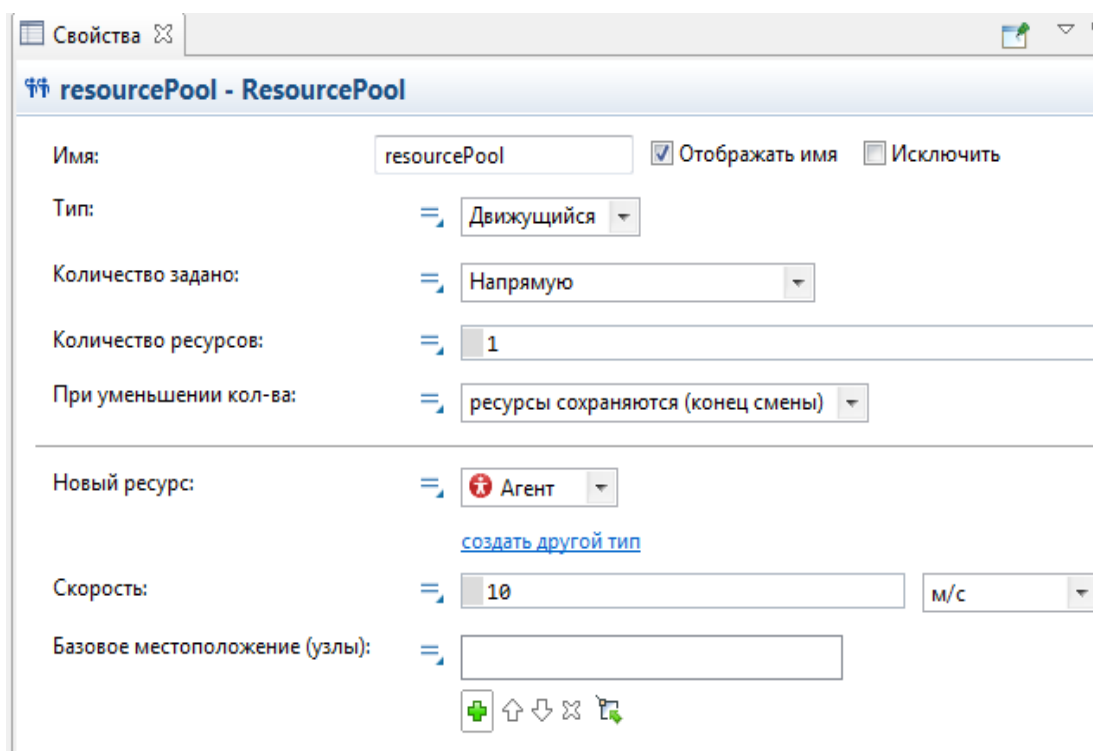 Свойства
resourcePool - ResourcePool
Имя: resourcePool Отображать имя Исключить
Тип: Движущийся
Количество задано: Напрямую
Количество ресурсов: 1
При уменьшении кол-ва: ресурсы сохраняются (конец смены)
Новый ресурс: Агент
создать другой тип
Скорость: 10 м/с
Базовое местоположение (узлы):